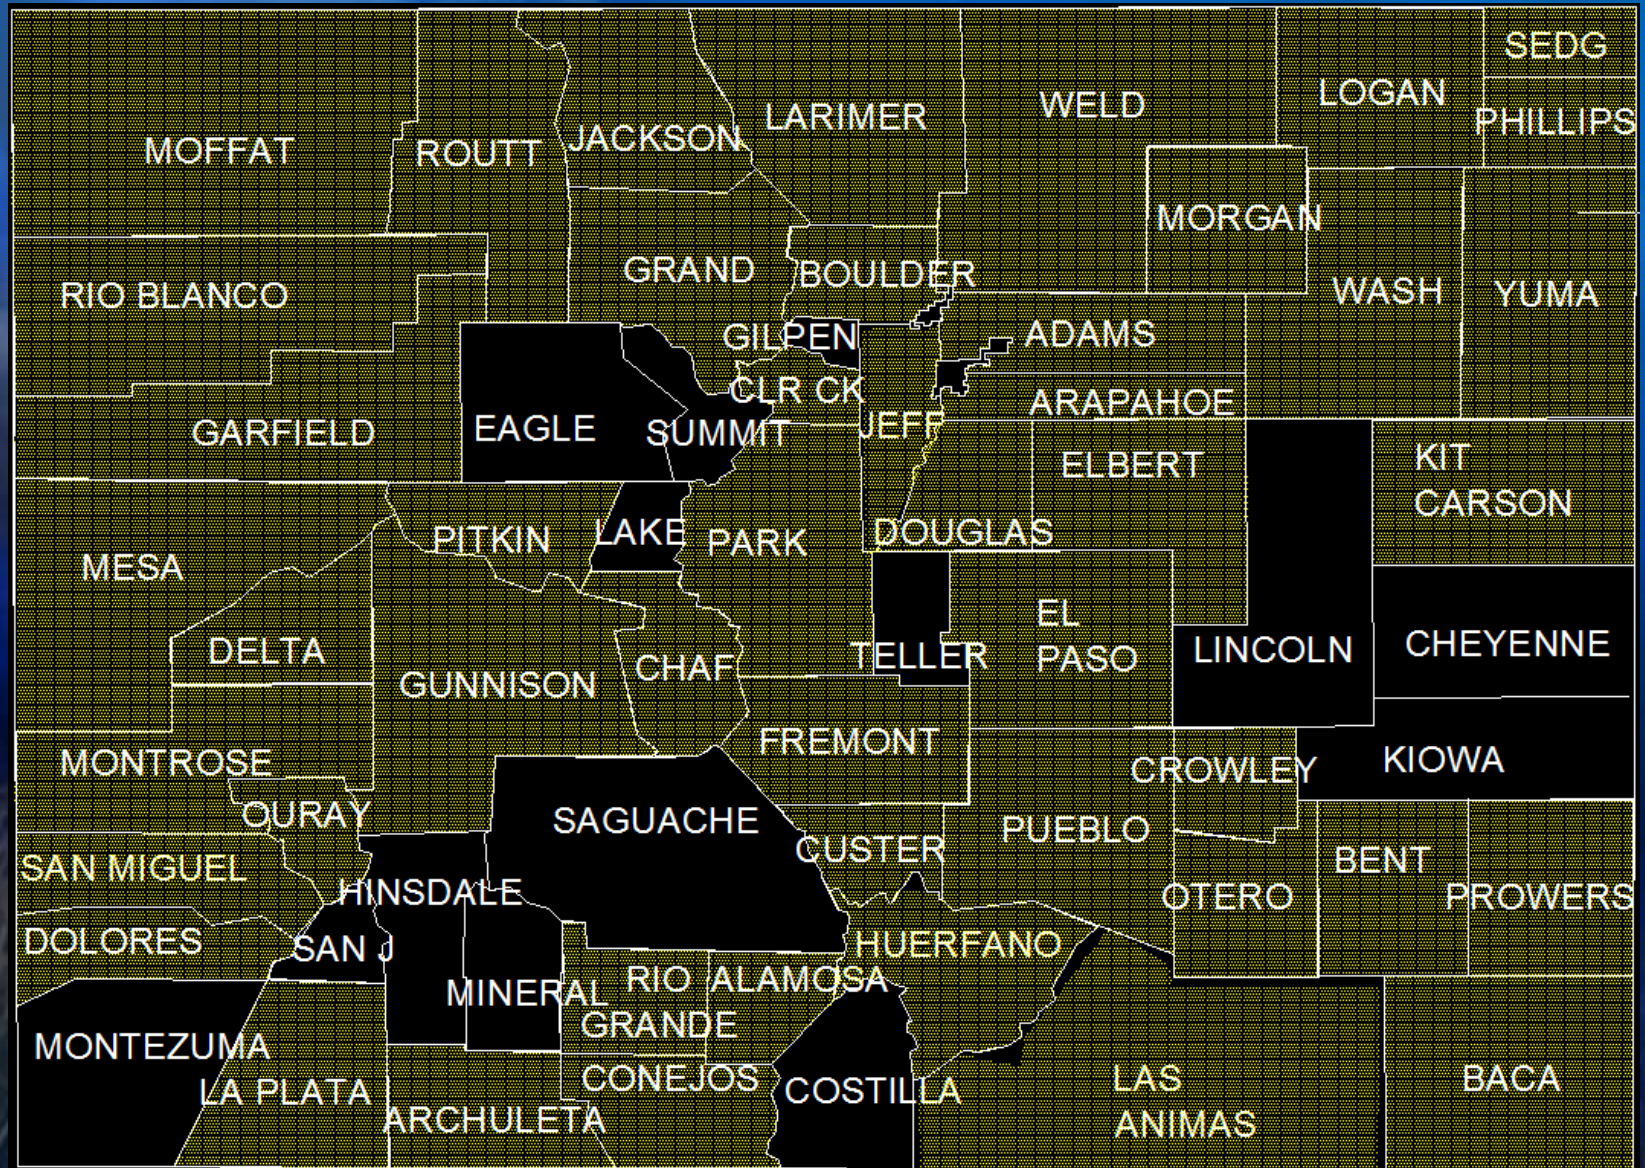 SEDG
LOGAN
WELD
LARIMER
PHILLIPS
JACKSON
MOFFAT
ROUTT
MORGAN
GRAND
BOULDER
RIO BLANCO
WASH
YUMA
GILPEN
ADAMS
CLR CK
ARAPAHOE
EAGLE
SUMMIT
JEFF
GARFIELD
ELBERT
KIT
CARSON
PITKIN
LAKE
PARK
DOUGLAS
MESA
EL
PASO
DELTA
CHAF
TELLER
LINCOLN
CHEYENNE
GUNNISON
FREMONT
MONTROSE
CROWLEY
KIOWA
OURAY
SAGUACHE
PUEBLO
CUSTER
BENT
SAN MIGUEL
HINSDALE
OTERO
PROWERS
DOLORES
SAN J
HUERFANO
MINERAL
RIO
GRANDE
ALAMOSA
MONTEZUMA
LA PLATA
CONEJOS
COSTILLA
LAS
ANIMAS
BACA
ARCHULETA